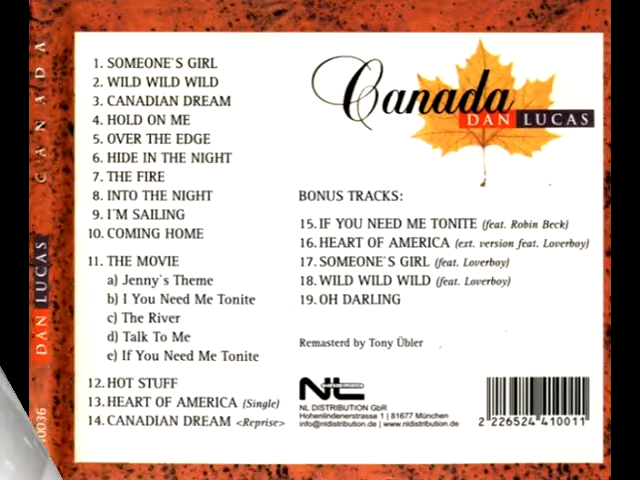 CANADA
DAN LUCAS
10036
1. SOMEONE`S GIRL
2. WILD WILD WILD
3. CANADIAN DREAM
4. HOLD ON ME
5. OVER THE EDGE
6. HIDE IN THE NIGHT
7. THE FIRE
8. INTO THE NIGHT
9. I`M SAILING
10. COMING HOME
11. THE MOVIE
a) Jenny`s Theme
b) I You Need Me Tonite
c) The River
d) Talk To Me
e) If You Need Me Tonite
12. HOT STUFF
13. HEART OF AMERICA (Single)
14. CANADIAN DREAM <Reprise>
Canada
DAN LUCAS
BONUS TRACKS:
15. IF YOU NEED ME TONITE (feat. Robin Beck)
16. HEART OF AMERICA (ext. version feat. Loverboy)
17. SOMEONE`S GIRL (feat. Loverboy)
18. WILD WILD WILD (feat. Loverboy)
19. OH DARLING
Remasterd by Tony Übler
NL
NL DISTRIBUTION GbR
Hohenlindenerstrasse 1 | 81677 München
info@nldistribution.de | www.nldistribution.de
2 226524 410011